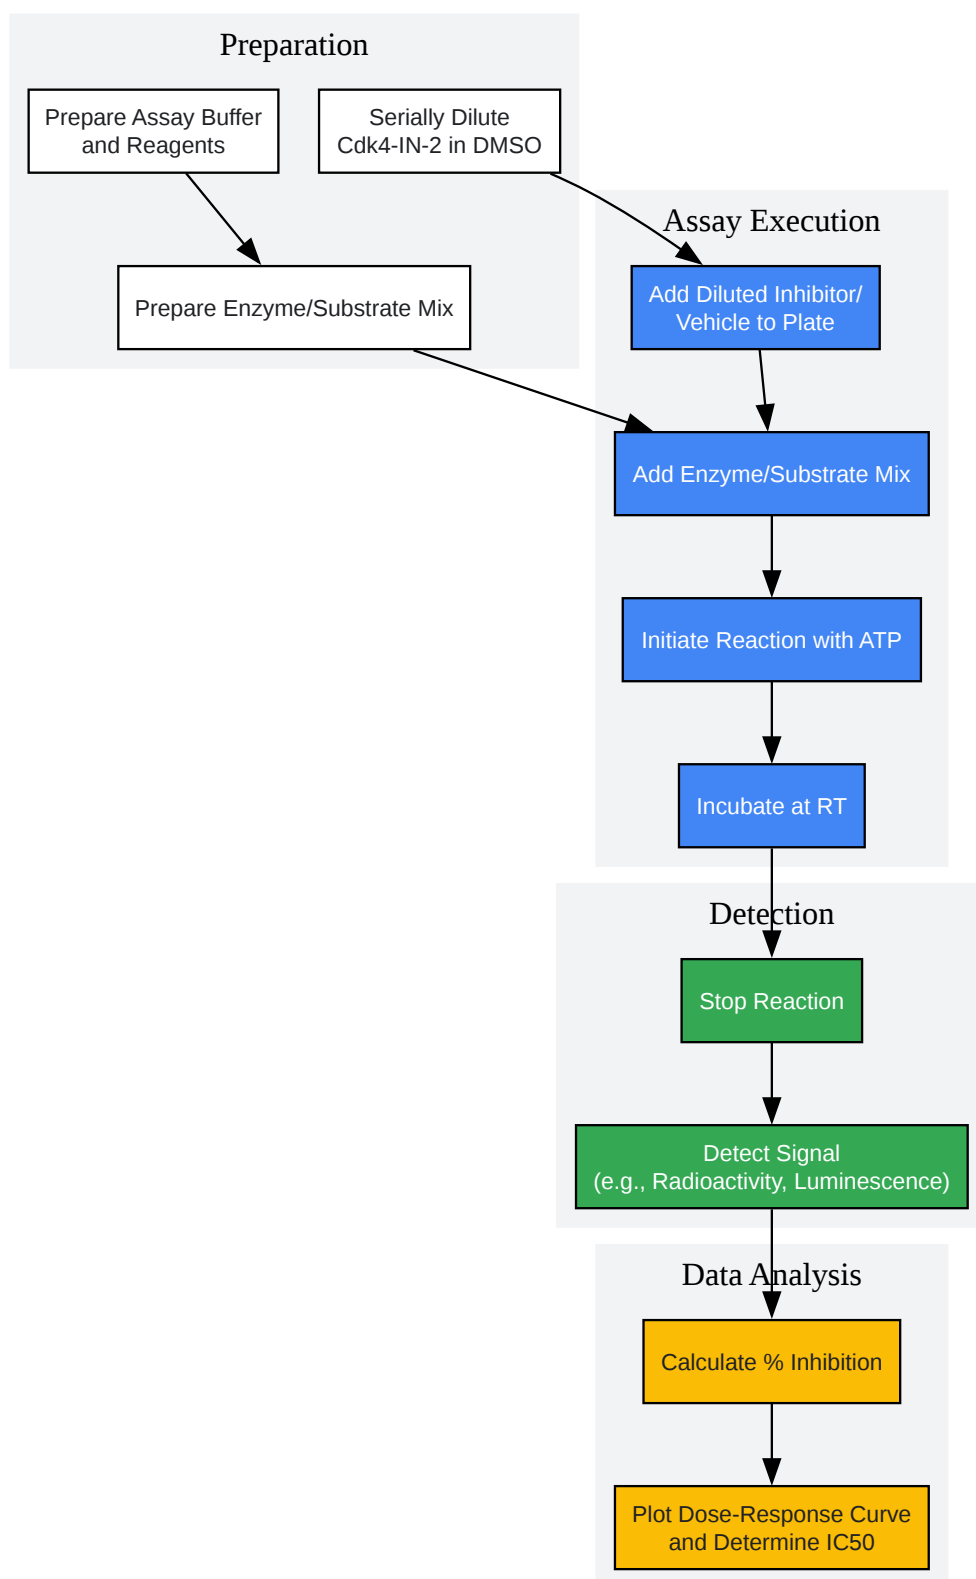 Preparation
Prepare Assay Buffer
and Reagents
Serially Dilute
Cdk4-IN-2 in DMSO
Prepare Enzyme/Substrate Mix
Assay Execution
Add Diluted Inhibitor/
Vehicle to Plate
Add Enzyme/Substrate Mix
Initiate Reaction with ATP
Incubate at RT
Detection
Stop Reaction
Detect Signal
(e.g., Radioactivity, Luminescence)
Data Analysis
Calculate % Inhibition
Plot Dose-Response Curve
and Determine IC50